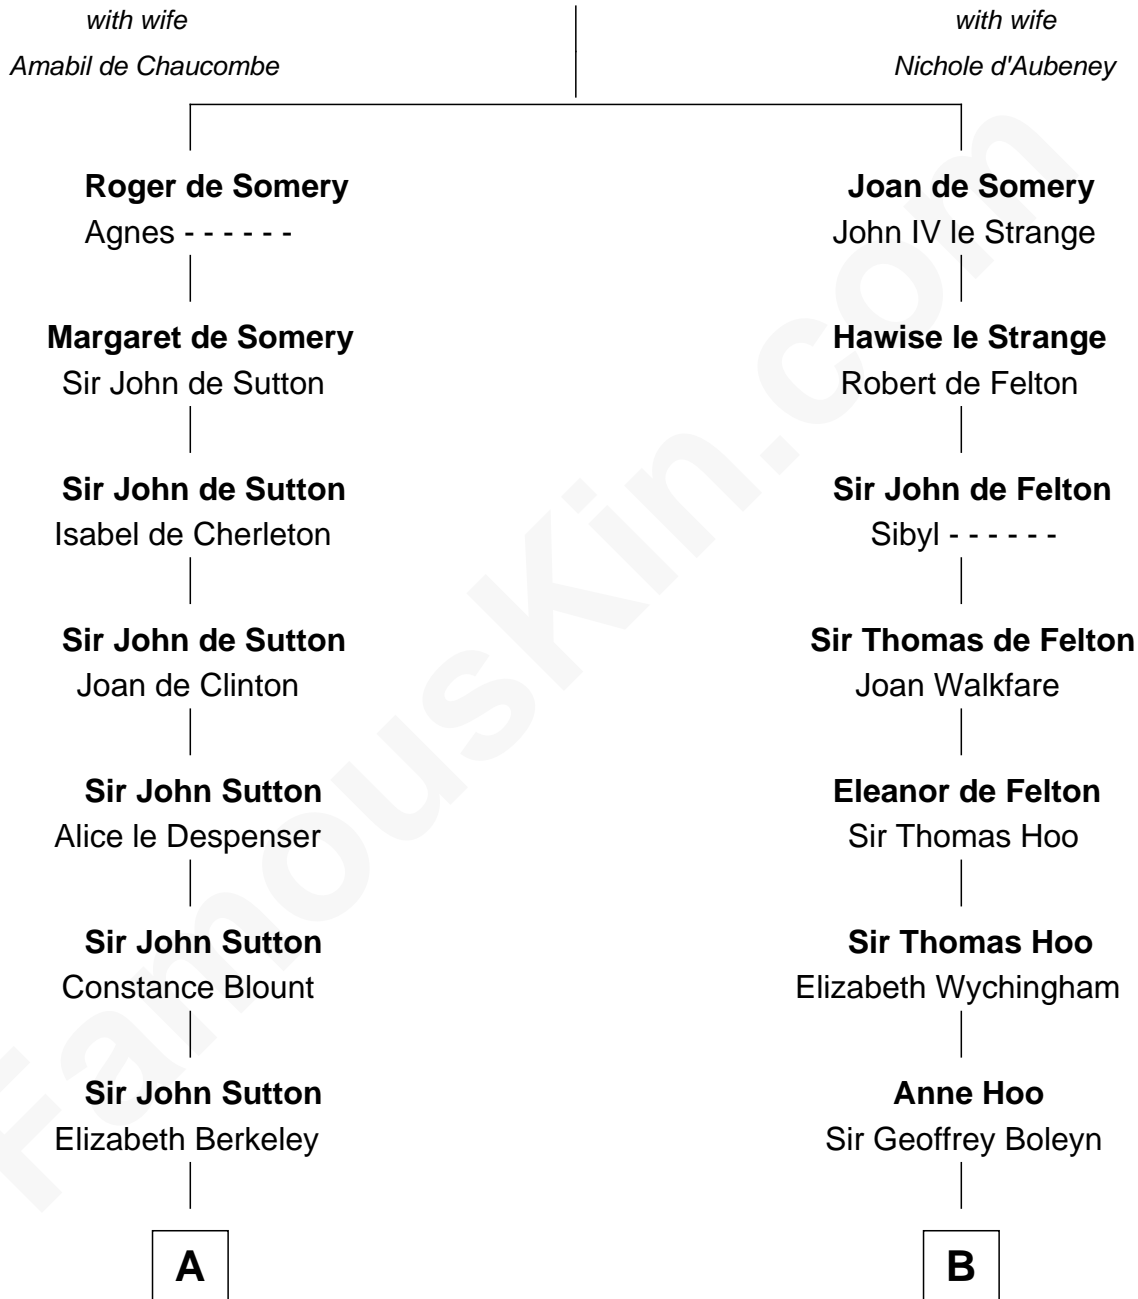 with wife
Amabil de Chaucombe
with wife
Nichole d'Aubeney
Roger de Somery
Agnes - - - - - -
Joan de Somery
John IV le Strange
Margaret de Somery
Sir John de Sutton
Hawise le Strange
Robert de Felton
Sir John de Sutton
Isabel de Cherleton
Sir John de Felton
Sibyl - - - - - -
Sir John de Sutton
Joan de Clinton
Sir Thomas de Felton
Joan Walkfare
Sir John Sutton
Alice le Despenser
Eleanor de Felton
Sir Thomas Hoo
Sir John Sutton
Constance Blount
Sir Thomas Hoo
Elizabeth Wychingham
Sir John Sutton
Elizabeth Berkeley
Anne Hoo
Sir Geoffrey Boleyn
A
B
FamousKin.com